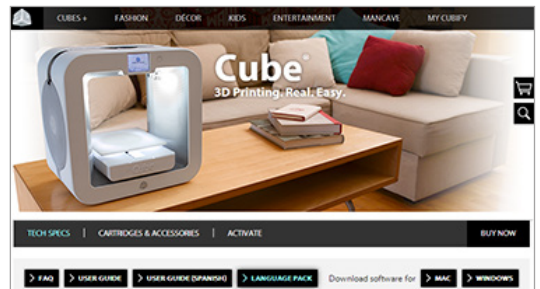 CUBES + FASHION DÉCOR KIDS ENTERTAINMENT MANCAVE MY CUBIFY
Cube®
3D Printing. Real. Easy.
TECH SPECS | CARTRIDGES & ACCESSORIES | ACTIVATE BUY NOW
> FAQ > USER GUIDE > USER GUIDE (SPANISH) > LANGUAGE PACK Download software for > MAC > WINDOWS